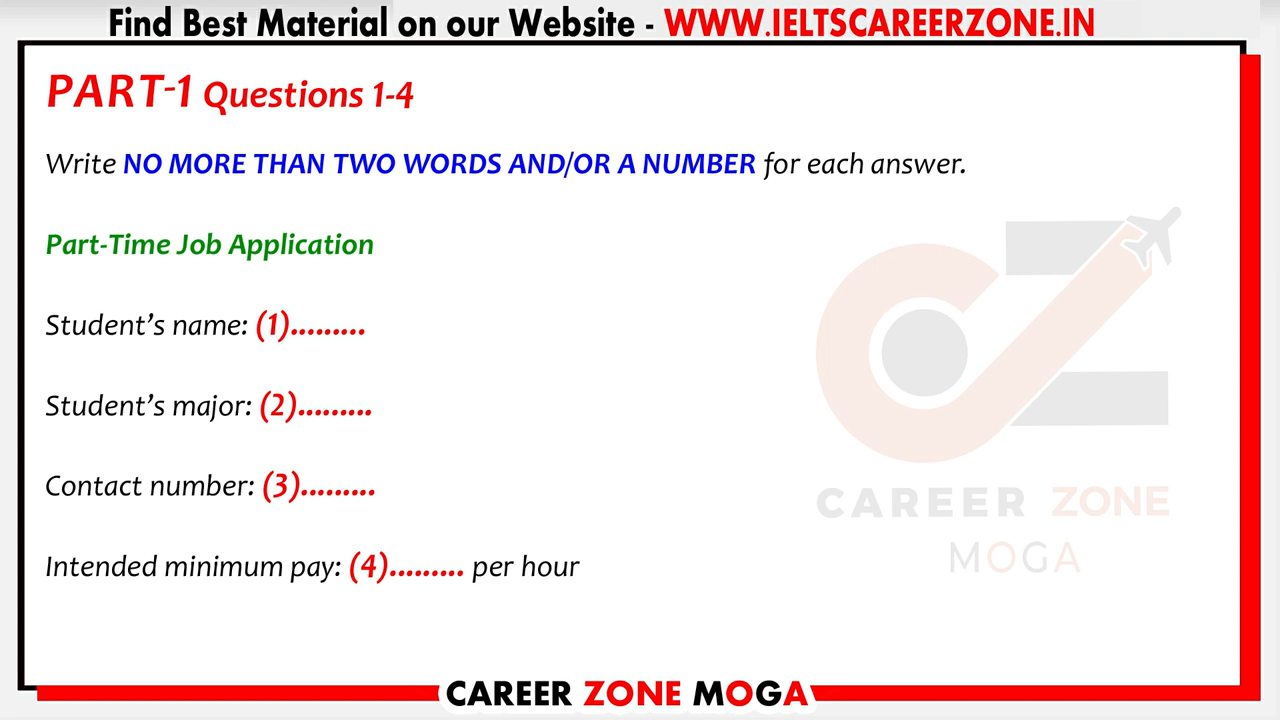 Find Best Material on our Website - WWW.IELTSCAREERZONE.IN
PART-1 Questions 1-4
Write NO MORE THAN TWO WORDS AND/OR A NUMBER for each answer.
Part-Time Job Application
Student’s name: (1).........
Student’s major: (2).........
Contact number: (3).........
Intended minimum pay: (4)......... per hour
CAREER ZONE
MOGA
CAREER ZONE MOGA